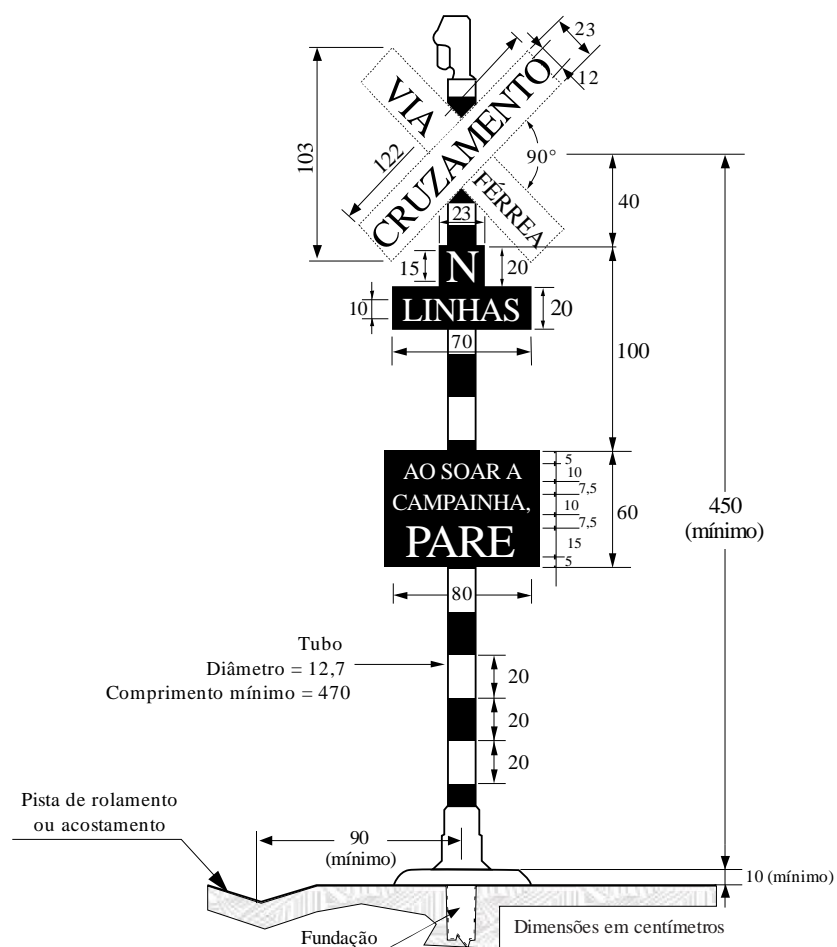 23
12
VIA
CRUZAMENTO
FÉRREA
103
122
90°
40
23
15
N
20
10
LINHAS
20
70
100
AO SOAR A
CAMPAINHA,
PARE
5
10
7,5
10
7,5
15
5
60
450
(mínimo)
80
Tubo
Diâmetro = 12,7
Comprimento mínimo = 470
20
20
20
Pista de rolamento
ou acostamento
90
(mínimo)
10 (mínimo)
Fundação
Dimensões em centímetros